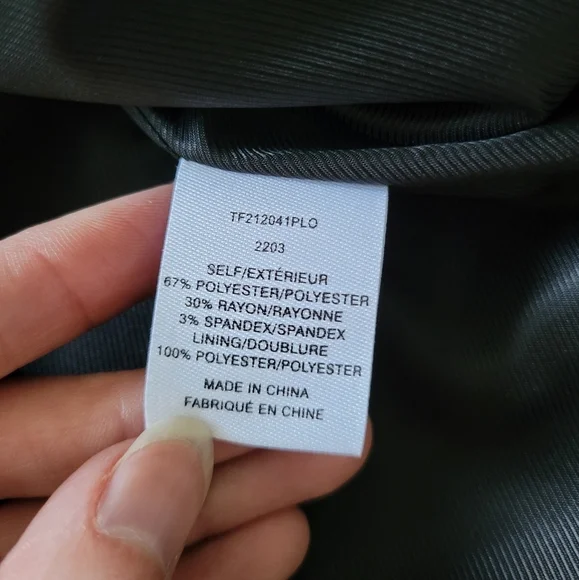 TF212041PLO
2203
SELF/EXTÉRIEUR
67% POLYESTER/POLYESTER
30% RAYON/RAYONNE
3% SPANDEX/SPANDEX
LINING/DOUBLURE
100% POLYESTER/POLYESTER
MADE IN CHINA
FABRIQUÉ EN CHINE